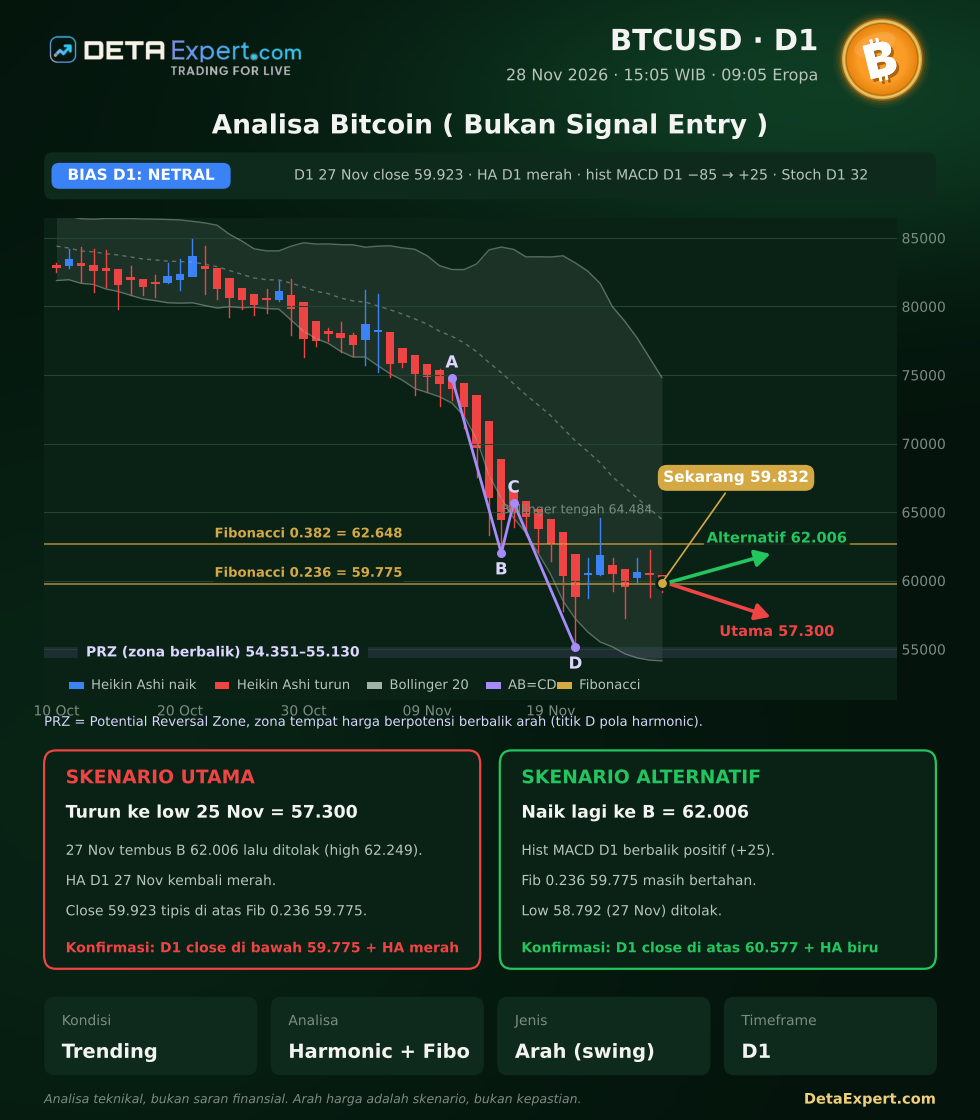 DETA Expert.com
TRADING FOR LIVE
BTCUSD · D1
28 Nov 2026 · 15:05 WIB · 09:05 Eropa
Analisa Bitcoin ( Bukan Signal Entry )
BIAS D1: NETRAL
D1 27 Nov close 59.923 · HA D1 merah · hist MACD D1 −85 → +25 · Stoch D1 32
85000
80000
75000
70000
65000
60000
55000
A
C
B
D
Sekarang 59.832
Bollinger tengah 64.484
Alternatif 62.006
Fibonacci 0.382 = 62.648
Fibonacci 0.236 = 59.775
Utama 57.300
PRZ (zona berbalik) 54.351–55.130
Heikin Ashi naik
Heikin Ashi turun
Bollinger 20
AB=CD
Fibonacci
10 Oct
20 Oct
30 Oct
09 Nov
19 Nov
PRZ = Potential Reversal Zone, zona tempat harga berpotensi berbalik arah (titik D pola harmonic).
SKENARIO UTAMA
Turun ke low 25 Nov = 57.300
27 Nov tembus B 62.006 lalu ditolak (high 62.249).
HA D1 27 Nov kembali merah.
Close 59.923 tipis di atas Fib 0.236 59.775.
Konfirmasi: D1 close di bawah 59.775 + HA merah
SKENARIO ALTERNATIF
Naik lagi ke B = 62.006
Hist MACD D1 berbalik positif (+25).
Fib 0.236 59.775 masih bertahan.
Low 58.792 (27 Nov) ditolak.
Konfirmasi: D1 close di atas 60.577 + HA biru
Kondisi
Trending
Analisa
Harmonic + Fibo
Jenis
Arah (swing)
Timeframe
D1
Analisa teknikal, bukan saran finansial. Arah harga adalah skenario, bukan kepastian.
DetaExpert.com